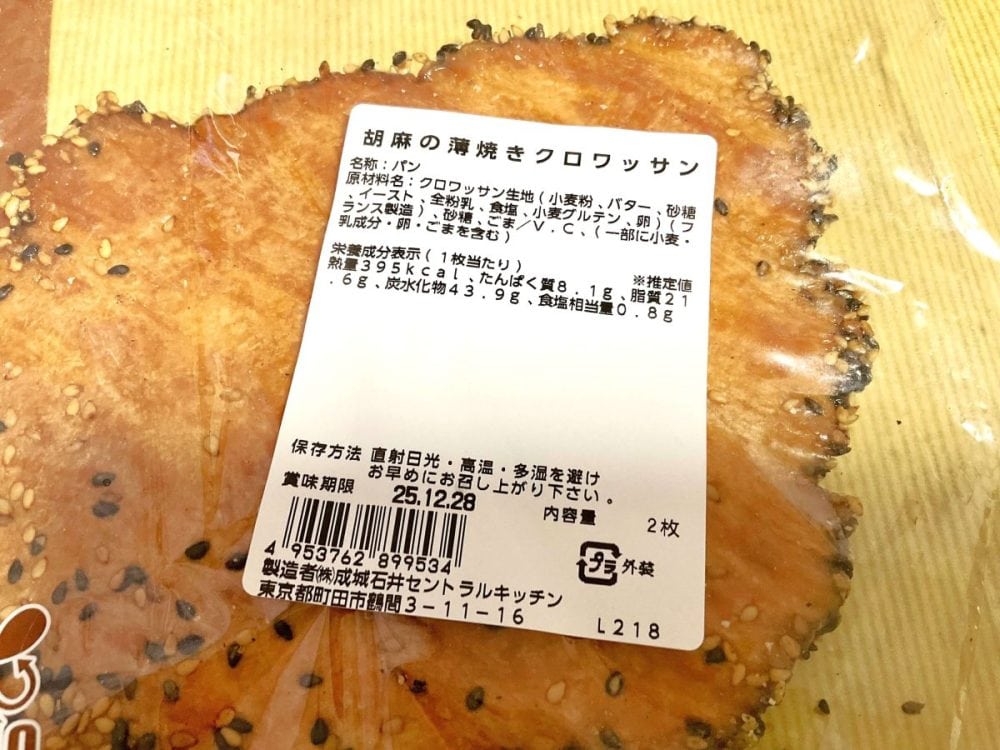 胡麻の薄焼きクロワッサン
名称：パン
原材料名：クロワッサン生地(小麦粉、バター、砂糖
、イースト、全粉乳、食塩、小麦グルテン、卵)(フ
ランス製造)、砂糖、ごま／V.C、(一部に小麦・
乳成分・卵・ごまを含む)
栄養成分表示(1枚当たり) ※推定値
熱量395kcal、たんぱく質8.1g、脂質21
.6g、炭水化物43.9g、食塩相当量0.8g
保存方法 直射日光・高温・多湿を避け
お早めにお召し上がり下さい。
賞味期限 25.12.28
内容量 2枚
4 953762 899534
プラ 外袋
製造者㈱成城石井セントラルキッチン
東京都町田市鶴間3-11-16 L218